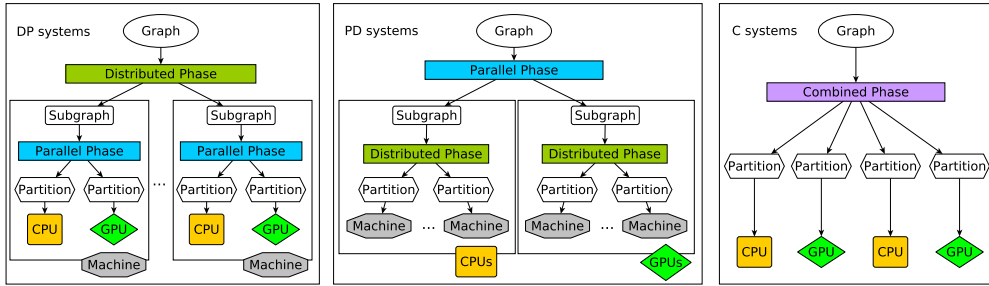 DP systems
Graph
Distributed Phase
Subgraph
Subgraph
Parallel Phase
Parallel Phase
Partition
Partition
...
Partition
Partition
CPU
GPU
CPU
GPU
Machine
Machine
PD systems
Graph
Parallel Phase
Subgraph
Subgraph
Distributed Phase
Distributed Phase
Partition
Partition
Partition
Partition
Machine
...
Machine
Machine
...
Machine
CPUs
GPUs
C systems
Graph
Combined Phase
Partition
Partition
Partition
Partition
CPU
GPU
CPU
GPU